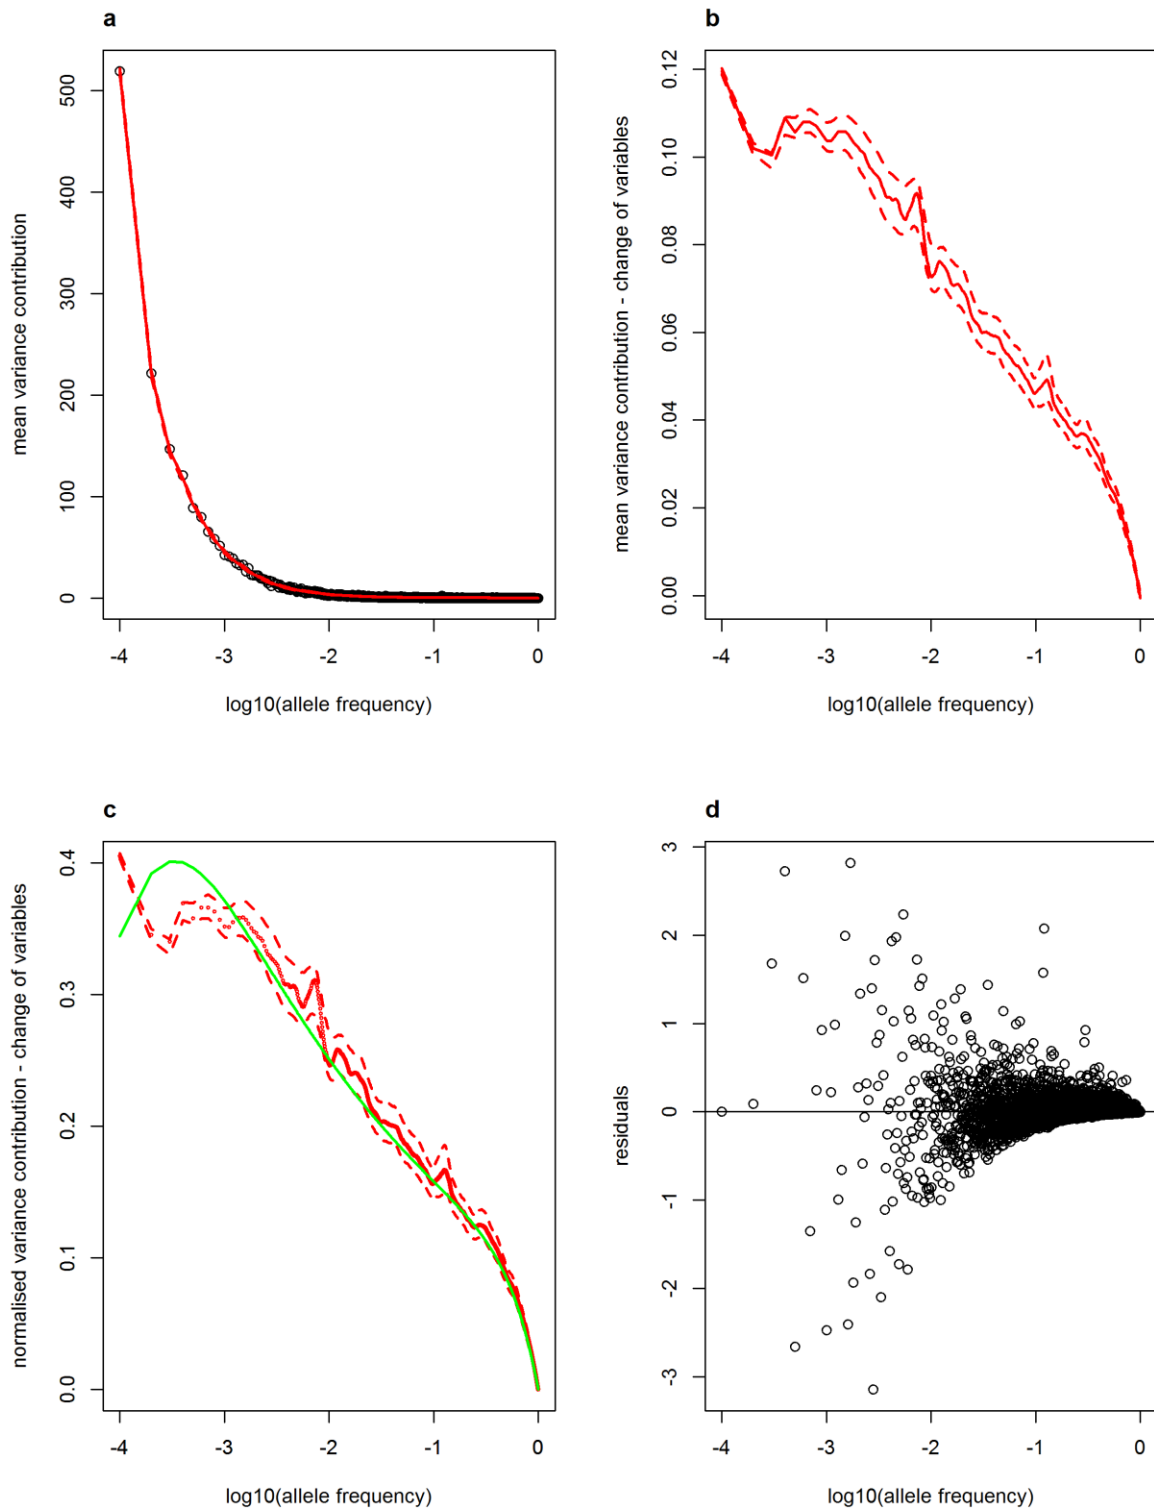 a
mean variance contribution
500
400
300
200
100
0
-4 -3 -2 -1 0
log10(allele frequency)
b
mean variance contribution - change of variables
0.12
0.10
0.08
0.06
0.04
0.02
0.00
-4 -3 -2 -1 0
log10(allele frequency)
c
normalised variance contribution - change of variables
0.4
0.3
0.2
0.1
0.0
-4 -3 -2 -1 0
log10(allele frequency)
d
residuals
3
2
1
0
-1
-2
-3
-4 -3 -2 -1 0
log10(allele frequency)